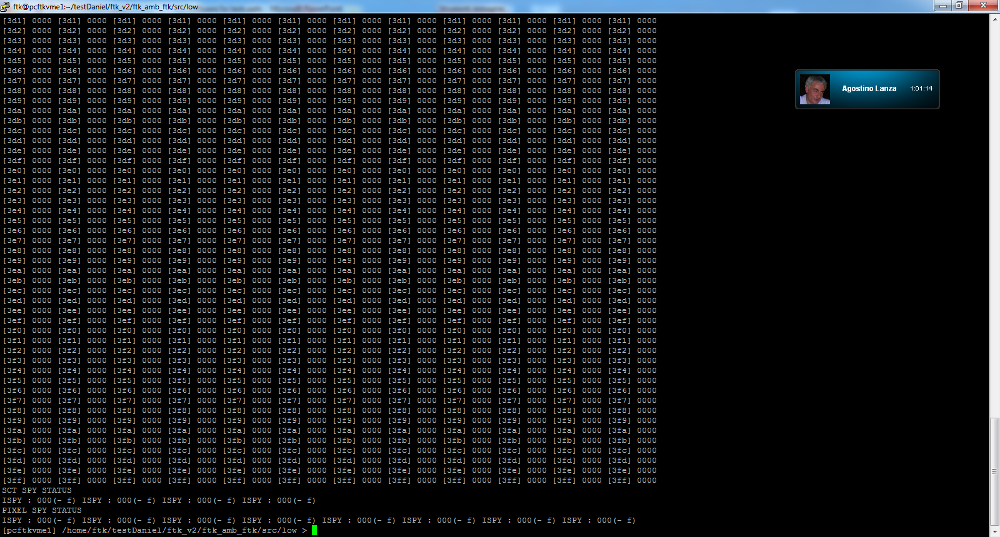 ftk@pcftkvme1:~/testDaniel/ftk_v2/ftk_amb_ftk/src/low
[3d1] 0000 [3d1] 0000 [3d1] 0000 [3d1] 0000 [3d1] 0000 [3d1] 0000 [3d1] 0000 [3d1] 0000 [3d1] 0000 [3d1] 0000 [3d1] 0000 [3d1] 0000
[3d2] 0000 [3d2] 0000 [3d2] 0000 [3d2] 0000 [3d2] 0000 [3d2] 0000 [3d2] 0000 [3d2] 0000 [3d2] 0000 [3d2] 0000 [3d2] 0000 [3d2] 0000
[3d3] 0000 [3d3] 0000 [3d3] 0000 [3d3] 0000 [3d3] 0000 [3d3] 0000 [3d3] 0000 [3d3] 0000 [3d3] 0000 [3d3] 0000 [3d3] 0000 [3d3] 0000
[3d4] 0000 [3d4] 0000 [3d4] 0000 [3d4] 0000 [3d4] 0000 [3d4] 0000 [3d4] 0000 [3d4] 0000 [3d4] 0000 [3d4] 0000 [3d4] 0000 [3d4] 0000
[3d5] 0000 [3d5] 0000 [3d5] 0000 [3d5] 0000 [3d5] 0000 [3d5] 0000 [3d5] 0000 [3d5] 0000 [3d5] 0000 [3d5] 0000 [3d5] 0000 [3d5] 0000
[3d6] 0000 [3d6] 0000 [3d6] 0000 [3d6] 0000 [3d6] 0000 [3d6] 0000 [3d6] 0000 [3d6] 0000 [3d6] 0000 [3d6] 0000 [3d6] 0000 [3d6] 0000
[3d7] 0000 [3d7] 0000 [3d7] 0000 [3d7] 0000 [3d7] 0000 [3d7] 0000 [3d7] 0000 [3d7] 0000 [3d7] 0000 [3d7] 0000 [3d7] 0000 [3d7] 0000
[3d8] 0000 [3d8] 0000 [3d8] 0000 [3d8] 0000 [3d8] 0000 [3d8] 0000 [3d8] 0000 [3d8] 0000 [3d8] 0000 [3d8] 0000 [3d8] 0000 [3d8] 0000
[3d9] 0000 [3d9] 0000 [3d9] 0000 [3d9] 0000 [3d9] 0000 [3d9] 0000 [3d9] 0000 [3d9] 0000 [3d9] 0000 [3d9] 0000 [3d9] 0000 [3d9] 0000
[3da] 0000 [3da] 0000 [3da] 0000 [3da] 0000 [3da] 0000 [3da] 0000 [3da] 0000 [3da] 0000 [3da] 0000 [3da] 0000 [3da] 0000 [3da] 0000
[3db] 0000 [3db] 0000 [3db] 0000 [3db] 0000 [3db] 0000 [3db] 0000 [3db] 0000 [3db] 0000 [3db] 0000 [3db] 0000 [3db] 0000 [3db] 0000
[3dc] 0000 [3dc] 0000 [3dc] 0000 [3dc] 0000 [3dc] 0000 [3dc] 0000 [3dc] 0000 [3dc] 0000 [3dc] 0000 [3dc] 0000 [3dc] 0000 [3dc] 0000
[3dd] 0000 [3dd] 0000 [3dd] 0000 [3dd] 0000 [3dd] 0000 [3dd] 0000 [3dd] 0000 [3dd] 0000 [3dd] 0000 [3dd] 0000 [3dd] 0000 [3dd] 0000
[3de] 0000 [3de] 0000 [3de] 0000 [3de] 0000 [3de] 0000 [3de] 0000 [3de] 0000 [3de] 0000 [3de] 0000 [3de] 0000 [3de] 0000 [3de] 0000
[3df] 0000 [3df] 0000 [3df] 0000 [3df] 0000 [3df] 0000 [3df] 0000 [3df] 0000 [3df] 0000 [3df] 0000 [3df] 0000 [3df] 0000 [3df] 0000
[3e0] 0000 [3e0] 0000 [3e0] 0000 [3e0] 0000 [3e0] 0000 [3e0] 0000 [3e0] 0000 [3e0] 0000 [3e0] 0000 [3e0] 0000 [3e0] 0000 [3e0] 0000
[3e1] 0000 [3e1] 0000 [3e1] 0000 [3e1] 0000 [3e1] 0000 [3e1] 0000 [3e1] 0000 [3e1] 0000 [3e1] 0000 [3e1] 0000 [3e1] 0000 [3e1] 0000
[3e2] 0000 [3e2] 0000 [3e2] 0000 [3e2] 0000 [3e2] 0000 [3e2] 0000 [3e2] 0000 [3e2] 0000 [3e2] 0000 [3e2] 0000 [3e2] 0000 [3e2] 0000
[3e3] 0000 [3e3] 0000 [3e3] 0000 [3e3] 0000 [3e3] 0000 [3e3] 0000 [3e3] 0000 [3e3] 0000 [3e3] 0000 [3e3] 0000 [3e3] 0000 [3e3] 0000
[3e4] 0000 [3e4] 0000 [3e4] 0000 [3e4] 0000 [3e4] 0000 [3e4] 0000 [3e4] 0000 [3e4] 0000 [3e4] 0000 [3e4] 0000 [3e4] 0000 [3e4] 0000
[3e5] 0000 [3e5] 0000 [3e5] 0000 [3e5] 0000 [3e5] 0000 [3e5] 0000 [3e5] 0000 [3e5] 0000 [3e5] 0000 [3e5] 0000 [3e5] 0000 [3e5] 0000
[3e6] 0000 [3e6] 0000 [3e6] 0000 [3e6] 0000 [3e6] 0000 [3e6] 0000 [3e6] 0000 [3e6] 0000 [3e6] 0000 [3e6] 0000 [3e6] 0000 [3e6] 0000
[3e7] 0000 [3e7] 0000 [3e7] 0000 [3e7] 0000 [3e7] 0000 [3e7] 0000 [3e7] 0000 [3e7] 0000 [3e7] 0000 [3e7] 0000 [3e7] 0000 [3e7] 0000
[3e8] 0000 [3e8] 0000 [3e8] 0000 [3e8] 0000 [3e8] 0000 [3e8] 0000 [3e8] 0000 [3e8] 0000 [3e8] 0000 [3e8] 0000 [3e8] 0000 [3e8] 0000
[3e9] 0000 [3e9] 0000 [3e9] 0000 [3e9] 0000 [3e9] 0000 [3e9] 0000 [3e9] 0000 [3e9] 0000 [3e9] 0000 [3e9] 0000 [3e9] 0000 [3e9] 0000
[3ea] 0000 [3ea] 0000 [3ea] 0000 [3ea] 0000 [3ea] 0000 [3ea] 0000 [3ea] 0000 [3ea] 0000 [3ea] 0000 [3ea] 0000 [3ea] 0000 [3ea] 0000
[3eb] 0000 [3eb] 0000 [3eb] 0000 [3eb] 0000 [3eb] 0000 [3eb] 0000 [3eb] 0000 [3eb] 0000 [3eb] 0000 [3eb] 0000 [3eb] 0000 [3eb] 0000
[3ec] 0000 [3ec] 0000 [3ec] 0000 [3ec] 0000 [3ec] 0000 [3ec] 0000 [3ec] 0000 [3ec] 0000 [3ec] 0000 [3ec] 0000 [3ec] 0000 [3ec] 0000
[3ed] 0000 [3ed] 0000 [3ed] 0000 [3ed] 0000 [3ed] 0000 [3ed] 0000 [3ed] 0000 [3ed] 0000 [3ed] 0000 [3ed] 0000 [3ed] 0000 [3ed] 0000
[3ee] 0000 [3ee] 0000 [3ee] 0000 [3ee] 0000 [3ee] 0000 [3ee] 0000 [3ee] 0000 [3ee] 0000 [3ee] 0000 [3ee] 0000 [3ee] 0000 [3ee] 0000
[3ef] 0000 [3ef] 0000 [3ef] 0000 [3ef] 0000 [3ef] 0000 [3ef] 0000 [3ef] 0000 [3ef] 0000 [3ef] 0000 [3ef] 0000 [3ef] 0000 [3ef] 0000
[3f0] 0000 [3f0] 0000 [3f0] 0000 [3f0] 0000 [3f0] 0000 [3f0] 0000 [3f0] 0000 [3f0] 0000 [3f0] 0000 [3f0] 0000 [3f0] 0000 [3f0] 0000
[3f1] 0000 [3f1] 0000 [3f1] 0000 [3f1] 0000 [3f1] 0000 [3f1] 0000 [3f1] 0000 [3f1] 0000 [3f1] 0000 [3f1] 0000 [3f1] 0000 [3f1] 0000
[3f2] 0000 [3f2] 0000 [3f2] 0000 [3f2] 0000 [3f2] 0000 [3f2] 0000 [3f2] 0000 [3f2] 0000 [3f2] 0000 [3f2] 0000 [3f2] 0000 [3f2] 0000
[3f3] 0000 [3f3] 0000 [3f3] 0000 [3f3] 0000 [3f3] 0000 [3f3] 0000 [3f3] 0000 [3f3] 0000 [3f3] 0000 [3f3] 0000 [3f3] 0000 [3f3] 0000
[3f4] 0000 [3f4] 0000 [3f4] 0000 [3f4] 0000 [3f4] 0000 [3f4] 0000 [3f4] 0000 [3f4] 0000 [3f4] 0000 [3f4] 0000 [3f4] 0000 [3f4] 0000
[3f5] 0000 [3f5] 0000 [3f5] 0000 [3f5] 0000 [3f5] 0000 [3f5] 0000 [3f5] 0000 [3f5] 0000 [3f5] 0000 [3f5] 0000 [3f5] 0000 [3f5] 0000
[3f6] 0000 [3f6] 0000 [3f6] 0000 [3f6] 0000 [3f6] 0000 [3f6] 0000 [3f6] 0000 [3f6] 0000 [3f6] 0000 [3f6] 0000 [3f6] 0000 [3f6] 0000
[3f7] 0000 [3f7] 0000 [3f7] 0000 [3f7] 0000 [3f7] 0000 [3f7] 0000 [3f7] 0000 [3f7] 0000 [3f7] 0000 [3f7] 0000 [3f7] 0000 [3f7] 0000
[3f8] 0000 [3f8] 0000 [3f8] 0000 [3f8] 0000 [3f8] 0000 [3f8] 0000 [3f8] 0000 [3f8] 0000 [3f8] 0000 [3f8] 0000 [3f8] 0000 [3f8] 0000
[3f9] 0000 [3f9] 0000 [3f9] 0000 [3f9] 0000 [3f9] 0000 [3f9] 0000 [3f9] 0000 [3f9] 0000 [3f9] 0000 [3f9] 0000 [3f9] 0000 [3f9] 0000
[3fa] 0000 [3fa] 0000 [3fa] 0000 [3fa] 0000 [3fa] 0000 [3fa] 0000 [3fa] 0000 [3fa] 0000 [3fa] 0000 [3fa] 0000 [3fa] 0000 [3fa] 0000
[3fb] 0000 [3fb] 0000 [3fb] 0000 [3fb] 0000 [3fb] 0000 [3fb] 0000 [3fb] 0000 [3fb] 0000 [3fb] 0000 [3fb] 0000 [3fb] 0000 [3fb] 0000
[3fc] 0000 [3fc] 0000 [3fc] 0000 [3fc] 0000 [3fc] 0000 [3fc] 0000 [3fc] 0000 [3fc] 0000 [3fc] 0000 [3fc] 0000 [3fc] 0000 [3fc] 0000
[3fd] 0000 [3fd] 0000 [3fd] 0000 [3fd] 0000 [3fd] 0000 [3fd] 0000 [3fd] 0000 [3fd] 0000 [3fd] 0000 [3fd] 0000 [3fd] 0000 [3fd] 0000
[3fe] 0000 [3fe] 0000 [3fe] 0000 [3fe] 0000 [3fe] 0000 [3fe] 0000 [3fe] 0000 [3fe] 0000 [3fe] 0000 [3fe] 0000 [3fe] 0000 [3fe] 0000
[3ff] 0000 [3ff] 0000 [3ff] 0000 [3ff] 0000 [3ff] 0000 [3ff] 0000 [3ff] 0000 [3ff] 0000 [3ff] 0000 [3ff] 0000 [3ff] 0000 [3ff] 0000
SCT SPY STATUS
ISPY : 000(- f) ISPY : 000(- f) ISPY : 000(- f) ISPY : 000(- f)
PIXEL SPY STATUS
ISPY : 000(- f) ISPY : 000(- f) ISPY : 000(- f) ISPY : 000(- f) ISPY : 000(- f) ISPY : 000(- f) ISPY : 000(- f) ISPY : 000(- f)
[pcftkvme1] /home/ftk/testDaniel/ftk_v2/ftk_amb_ftk/src/low >
Agostino Lanza 1:01:14